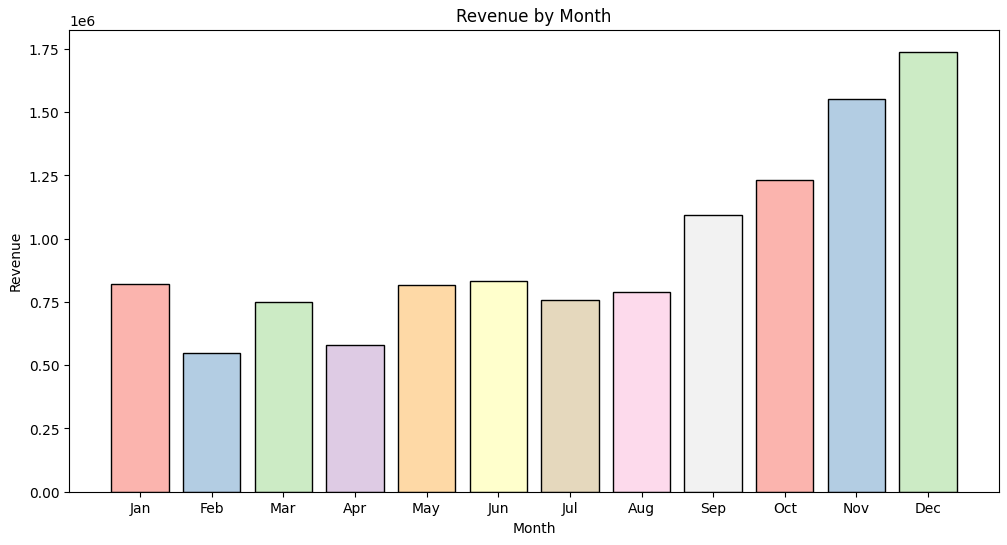 Revenue by Month
1e6
1.75
1.50
1.25
1.00
0.75
0.50
0.25
0.00
Revenue
Jan Feb Mar Apr May Jun Jul Aug Sep Oct Nov Dec
Month